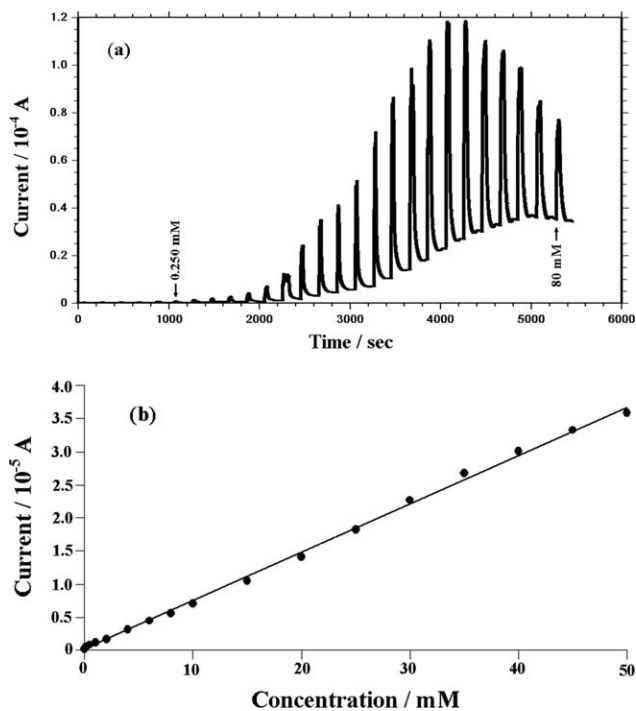 (a)
Current / 10⁻⁴ A
1.2
1.0
0.8
0.6
0.4
0.2
0
0.250 mM
80 mM
0 1000 2000 3000 4000 5000 6000
Time / sec
(b)
Current / 10⁻⁵ A
4.0
3.5
3.0
2.5
2.0
1.5
1.0
0.5
0
0 10 20 30 40 50
Concentration / mM